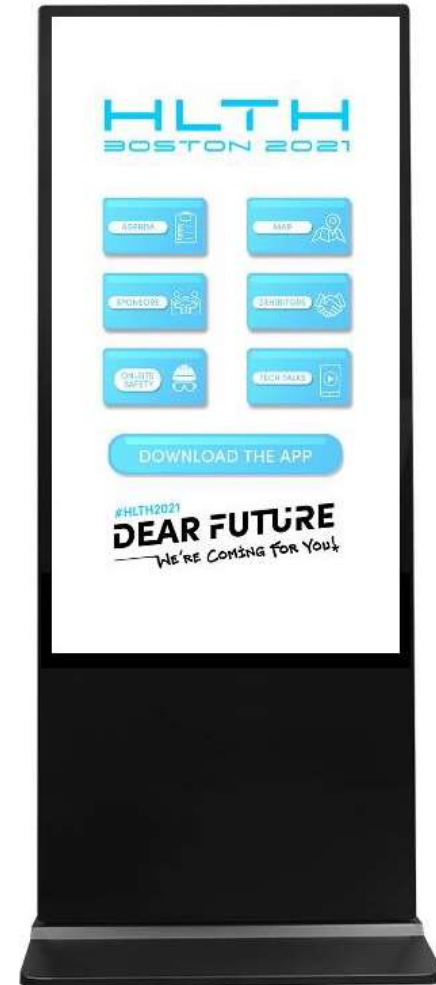 HLTH
BOSTON 2021
AGENDA
MAP
SPONSORS
EXHIBITORS
ON-SITE
SAFETY
TECH TALKS
DOWNLOAD THE APP
#HLTH2021
DEAR FUTURE
WE'RE COMING FOR YOU!